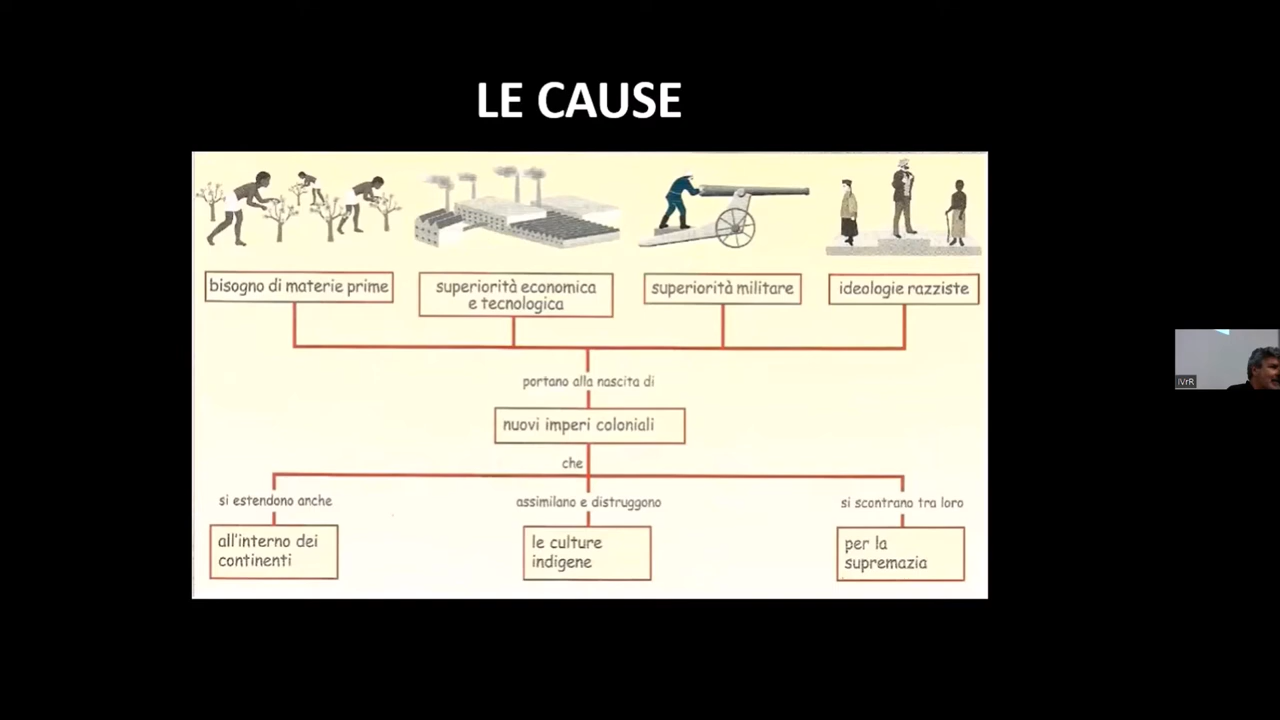 LE CAUSE
bisogno di materie prime
superiorità economica
e tecnologica
superiorità militare
ideologie razziste
portano alla nascita di
nuovi imperi coloniali
che
si estendono anche
assimilano e distruggono
si scontrano tra loro
all'interno dei
continenti
le culture
indigene
per la
supremazia
iVrR